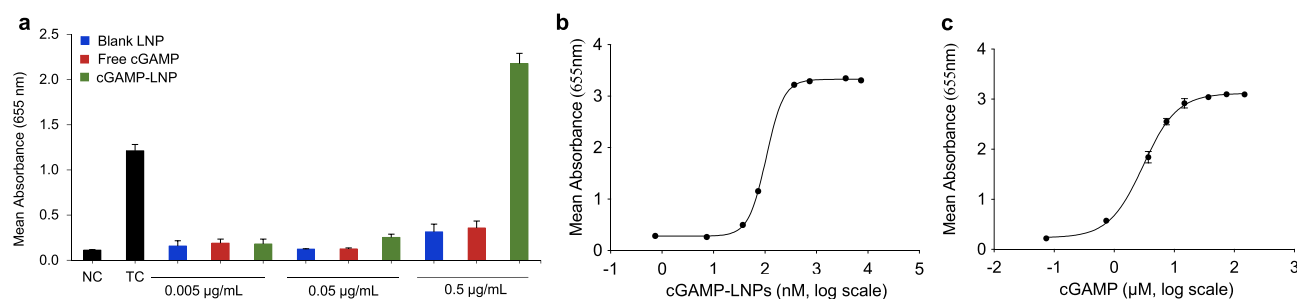 a
Mean Absorbance (655 nm)
2.5
2.0
1.5
1.0
0.5
0.0
Blank LNP
Free cGAMP
cGAMP-LNP
NC TC
0.005 µg/mL 0.05 µg/mL 0.5 µg/mL
b
Mean Absorbance (655nm)
4
3
2
1
0
-1 0 1 2 3 4 5
cGAMP-LNPs (nM, log scale)
c
Mean Absorbance (655nm)
4
3
2
1
0
-2 -1 0 1 2 3
cGAMP (µM, log scale)